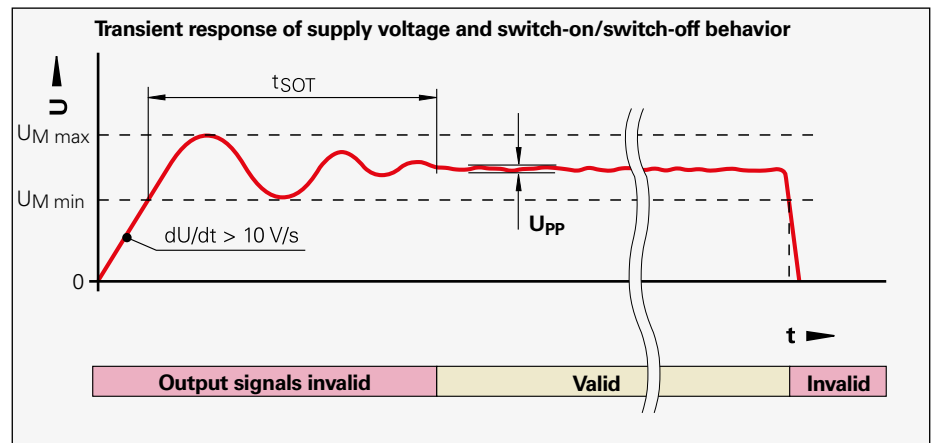 Transient response of supply voltage and switch-on/switch-off behavior
U
tSOT
UM max
UM min
UPP
dU/dt > 10 V/s
0
t
Output signals invalid
Valid
Invalid